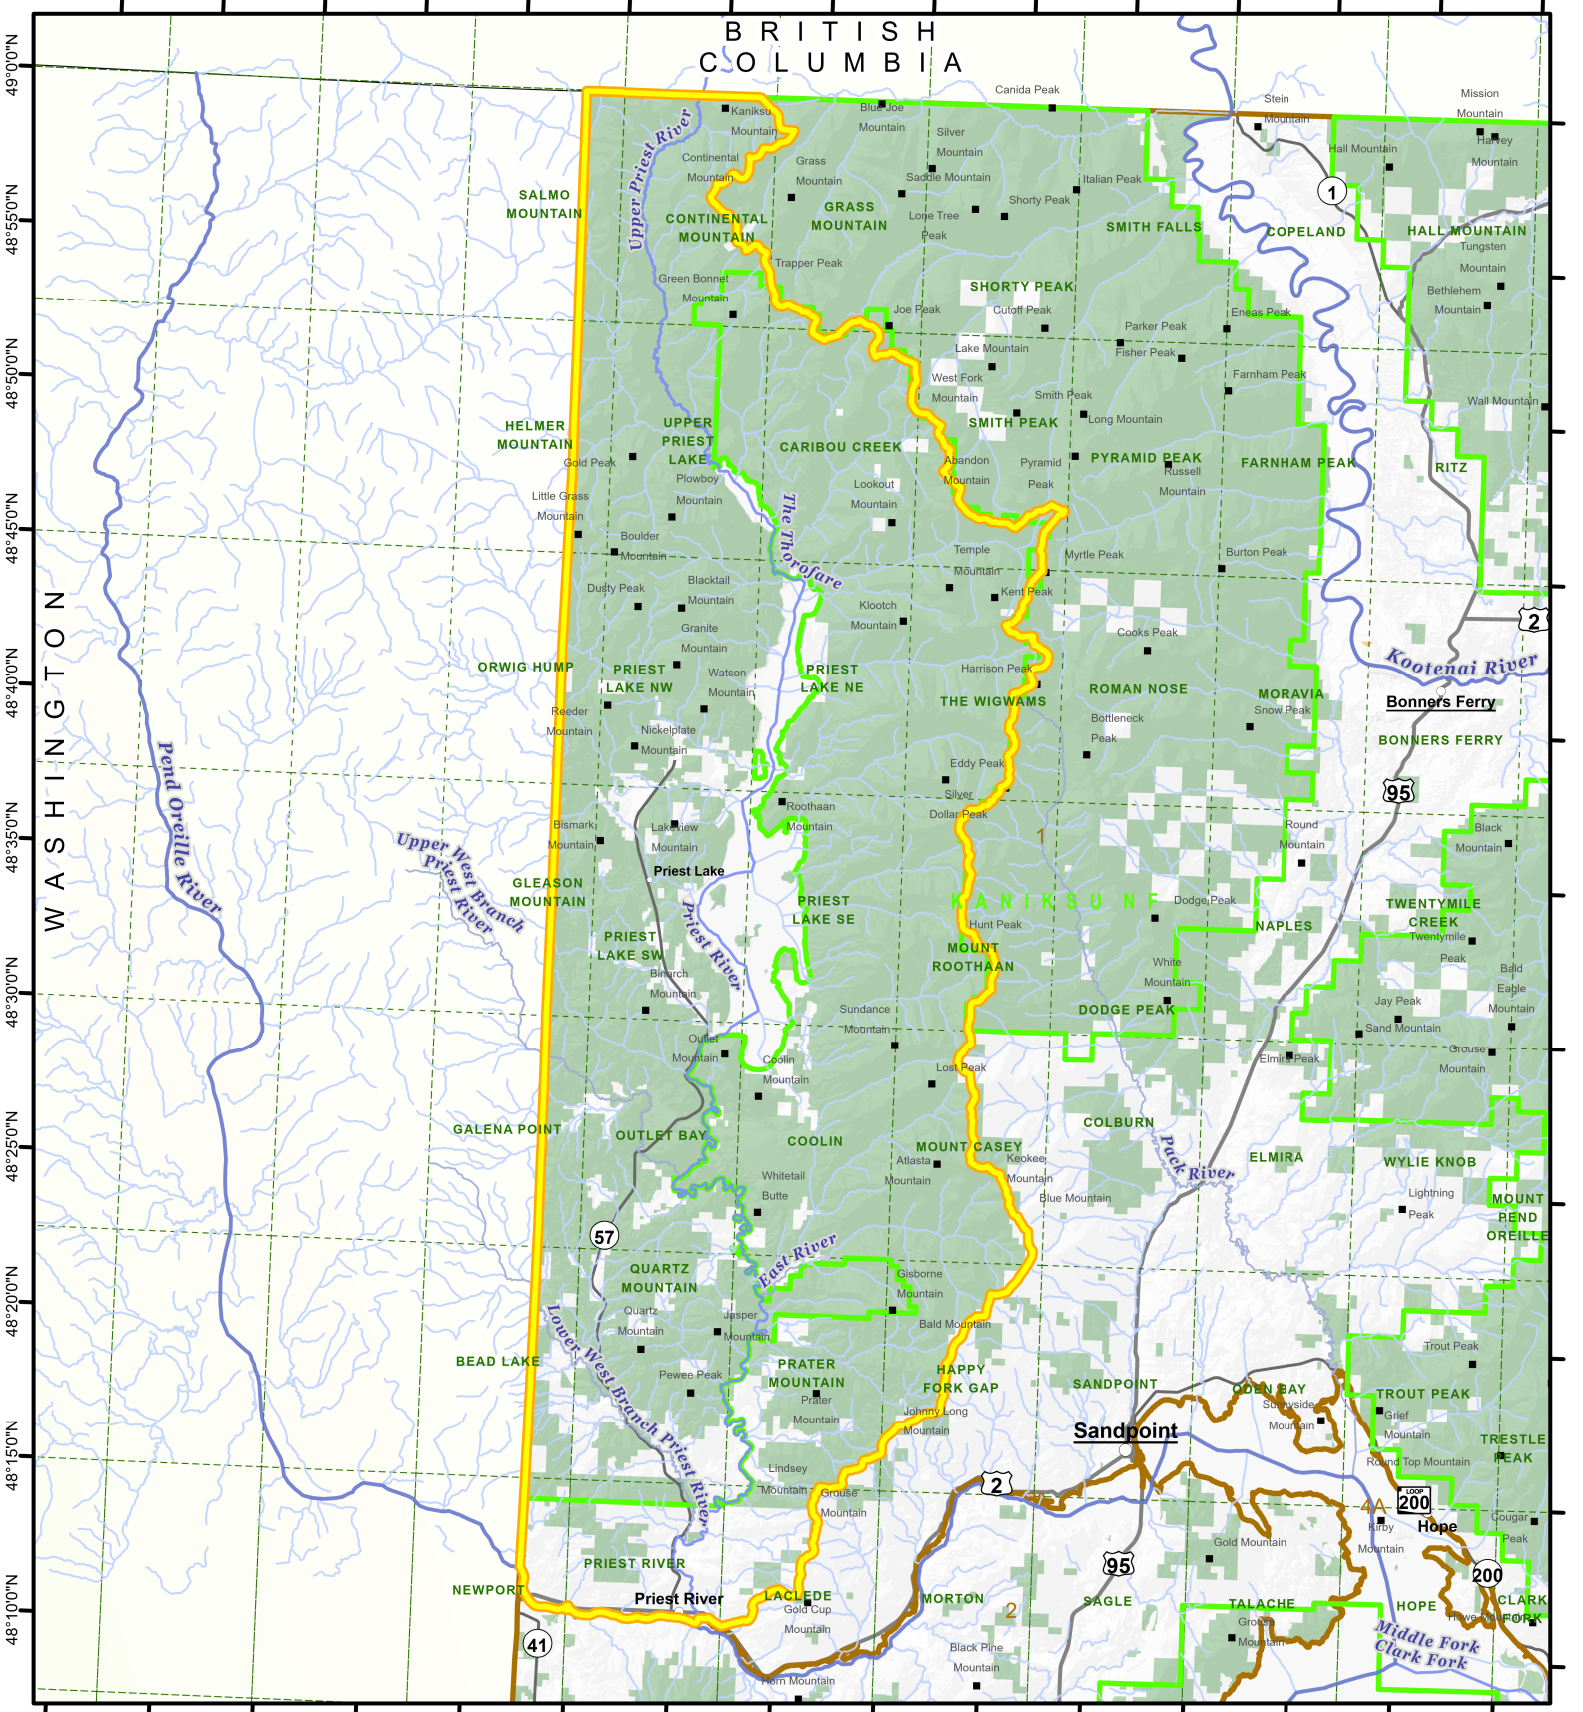 BRITISH
COLUMBIA
49°0'0"N
48°55'0"N
48°50'0"N
48°45'0"N
48°40'0"N
48°35'0"N
48°30'0"N
48°25'0"N
48°20'0"N
48°15'0"N
48°10'0"N
WASHINGTON
Kaniksu
Mountain
Blue Joe
Mountain
Canida Peak
Stein
Mountain
Mission
Mountain
Harvey
Mountain
Hall Mountain
Silver
Mountain
Continental
Mountain
Grass
Mountain
Saddle Mountain
Italian Peak
Shorty Peak
Lone Tree
Peak
1
Upper Priest River
SALMO
MOUNTAIN
CONTINENTAL
MOUNTAIN
GRASS
MOUNTAIN
SMITH FALLS
COPELAND
HALL MOUNTAIN
Tungsten
Mountain
Trapper Peak
Green Bonnet
Mountain
SHORTY PEAK
Bethlehem
Mountain
Joe Peak
Cutoff Peak
Eneas Peak
Parker Peak
Lake Mountain
Fisher Peak
West Fork
Mountain
Farnham Peak
Smith Peak
Wall Mountain
Long Mountain
HELMER
MOUNTAIN
UPPER
PRIEST
LAKE
CARIBOU CREEK
SMITH PEAK
PYRAMID PEAK
FARNHAM PEAK
RITZ
Gold Peak
Abandon
Mountain
Pyramid
Peak
Russell
Mountain
Plowboy
Mountain
Lookout
Mountain
Little Grass
Mountain
The Thorofare
Boulder
Mountain
Temple
Mountain
Myrtle Peak
Burton Peak
Dusty Peak
Blacktail
Mountain
Kent Peak
Klootch
Mountain
2
Granite
Mountain
Cooks Peak
Kootenai River
ORWIG HUMP
PRIEST
LAKE NW
Watson
Mountain
PRIEST
LAKE NE
Harrison Peak
THE WIGWAMS
ROMAN NOSE
MORAVIA
Snow Peak
Bonners Ferry
Reeder
Mountain
Nickelplate
Mountain
Bottleneck
Peak
BONNERS FERRY
Pend Oreille River
Eddy Peak
Silver
Dollar Peak
95
Roothaan
Mountain
Bismark
Mountain
Lakeview
Mountain
1
Round
Mountain
Black
Mountain
Upper West Branch
Priest River
Priest Lake
GLEASON
MOUNTAIN
Priest River
PRIEST
LAKE SE
KANIKSU NF
Dodge Peak
TWENTYMILE
CREEK
Twentymile
Peak
Hunt Peak
NAPLES
PRIEST
LAKE SW
MOUNT
ROOTHAAN
Binarch
Mountain
White
Mountain
Bald
Eagle
Mountain
Sundance
Mountain
DODGE PEAK
Jay Peak
Sand Mountain
Outlet
Mountain
Coolin
Mountain
Lost Peak
Elmira Peak
Grouse
Mountain
GALENA POINT
OUTLET BAY
COOLIN
MOUNT CASEY
COLBURN
Atlasta
Mountain
Keokee
Mountain
Pack River
ELMIRA
WYLIE KNOB
Whitetail
Butte
Blue Mountain
Lightning
Peak
MOUNT
PEND
OREILLE
57
East River
QUARTZ
MOUNTAIN
Gisborne
Mountain
Quartz
Mountain
Jasper
Mountain
Bald Mountain
Lower West Branch Priest River
BEAD LAKE
Trout Peak
Pewee Peak
PRATER
MOUNTAIN
HAPPY
FORK GAP
SANDPOINT
ODEN BAY
TROUT PEAK
Prater
Mountain
Johnny Long
Mountain
Sunnyside
Mountain
Grief
Mountain
Sandpoint
TRESTLE
PEAK
Lindsey
Mountain
Round Top Mountain
2
Grouse
Mountain
4A
LOOP
200
Hope
Cougar
Peak
Kirby
Mountain
Gold Mountain
95
PRIEST RIVER
200
NEWPORT
Priest River
LACLEDE
Gold Cup
Mountain
MORTON
2
SAGLE
TALACHE
HOPE
CLARK
FORK
Howe Mountain
Grouse
Mountain
Middle Fork
Clark Fork
41
Black Pine
Mountain
Horn Mountain